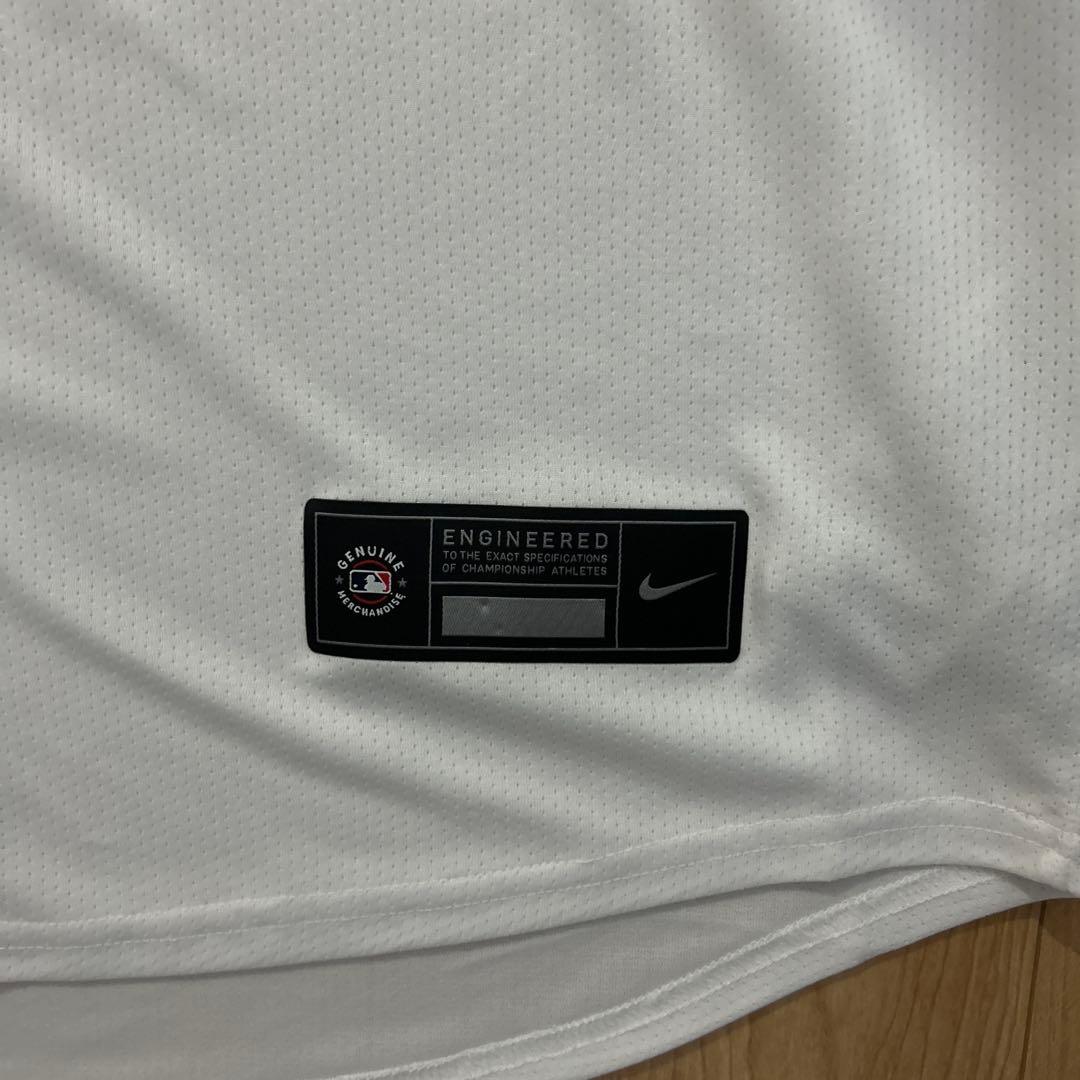 GENUINE
MERCHANDISE
ENGINEERED
TO THE EXACT SPECIFICATIONS
OF CHAMPIONSHIP ATHLETES